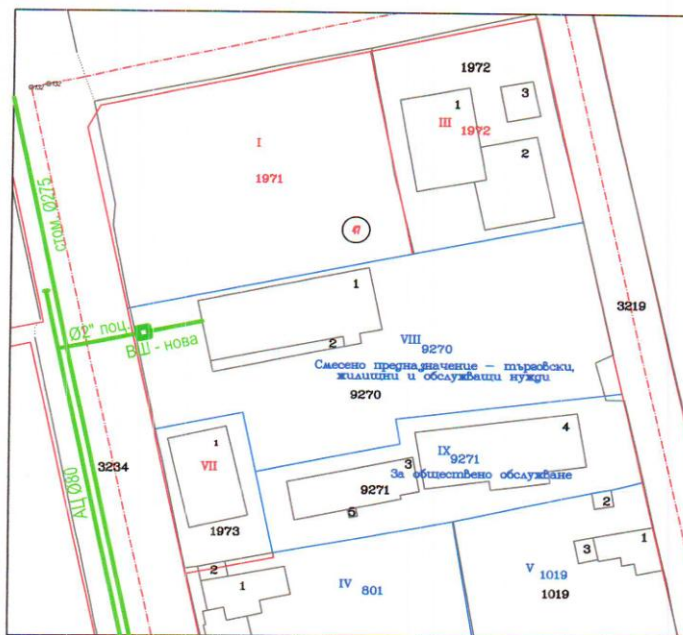 1972
3
1
III 1972
I
2
1971
стом. Ø275
47
1
3219
Ø2" поц.
ВШ - нова
2
VIII 9270
Смесено предназначение – търговски,
жилищни и обслужващи нужди
9270
4
1
IX 9271
VII
3
За обществено обслужване
3234
9271
АЦ Ø80
5
2
1973
1
2
3
1
IV 801
V 1019
1019